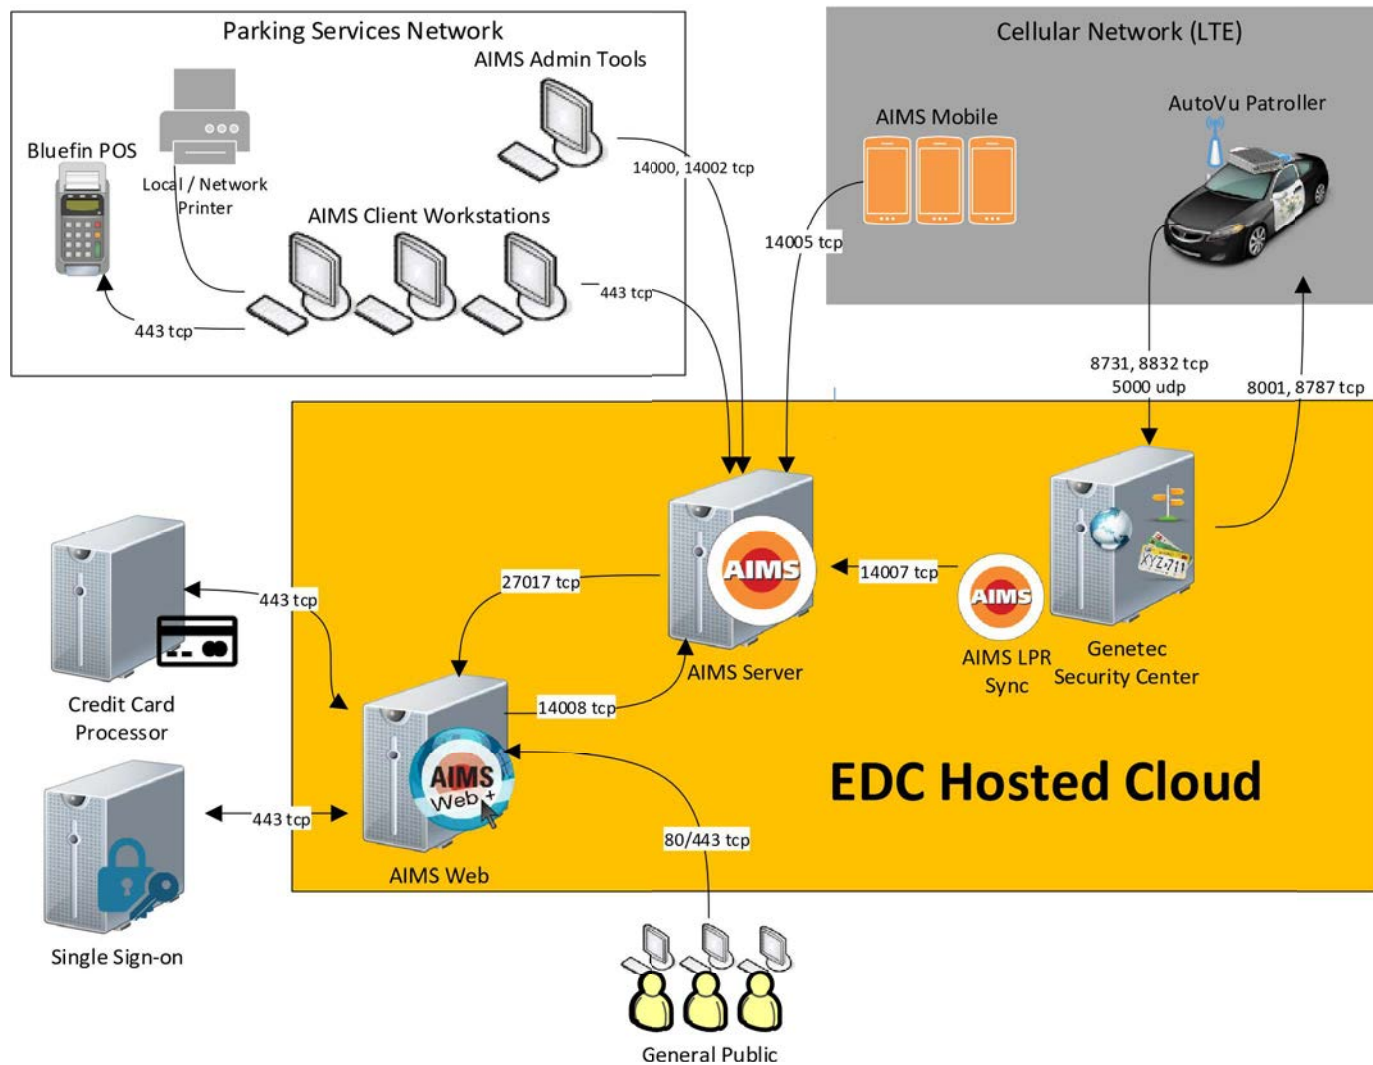 Parking Services Network
Cellular Network (LTE)
AIMS Admin Tools
AIMS Mobile
AutoVu Patroller
Bluefin POS
Local / Network
Printer
14000, 14002 tcp
AIMS Client Workstations
14005 tcp
443 tcp
443 tcp
8731, 8832 tcp
5000 udp
8001, 8787 tcp
XYZ-711
AIMS
14007 tcp
27017 tcp
443 tcp
AIMS
AIMS LPR
Sync
Genetec
Security Center
AIMS Server
Credit Card
Processor
14008 tcp
AIMS
Web +
EDC Hosted Cloud
443 tcp
80/443 tcp
AIMS Web
Single Sign-on
General Public